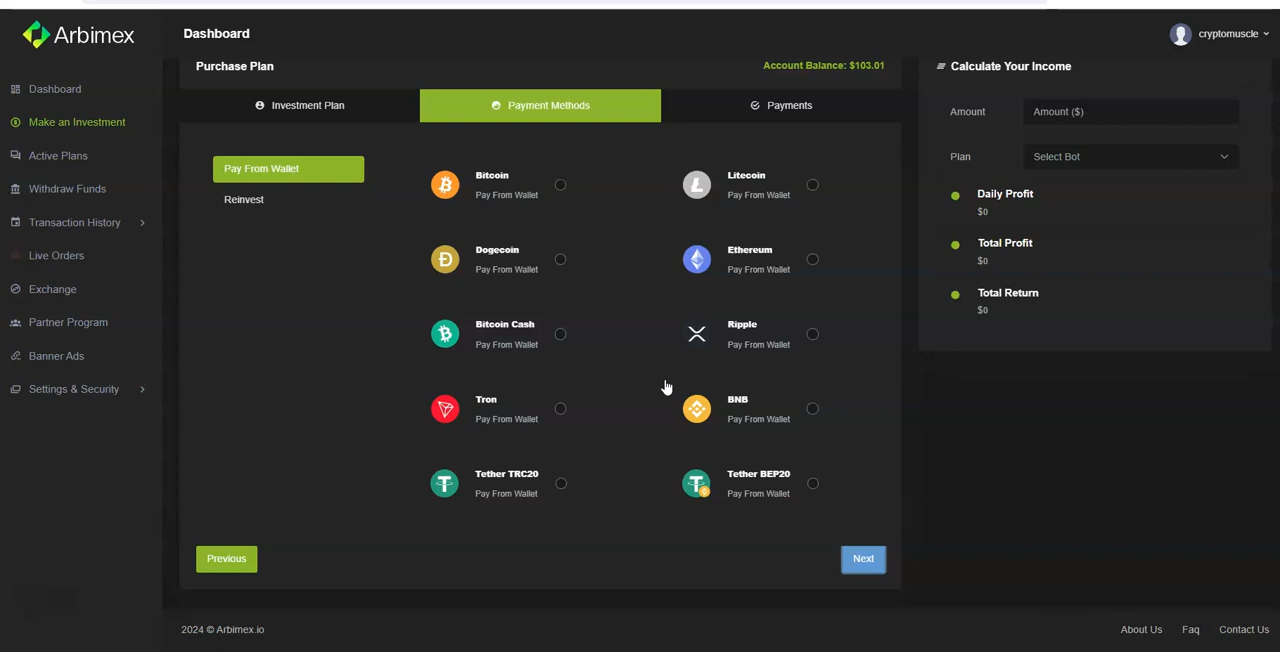 Arbimex
Dashboard
cryptomuscle
Dashboard
Make an Investment
Active Plans
Withdraw Funds
Transaction History
Live Orders
Exchange
Partner Program
Banner Ads
Settings & Security
Purchase Plan
Account Balance: $103.01
Investment Plan
Payment Methods
Payments
Pay From Wallet
Reinvest
Bitcoin
Pay From Wallet
Litecoin
Pay From Wallet
Dogecoin
Pay From Wallet
Ethereum
Pay From Wallet
Bitcoin Cash
Pay From Wallet
Ripple
Pay From Wallet
Tron
Pay From Wallet
BNB
Pay From Wallet
Tether TRC20
Pay From Wallet
Tether BEP20
Pay From Wallet
Previous
Next
Calculate Your Income
Amount
Amount ($)
Plan
Select Bot
Daily Profit
$0
Total Profit
$0
Total Return
$0
2024 © Arbimex.io
About Us
Faq
Contact Us